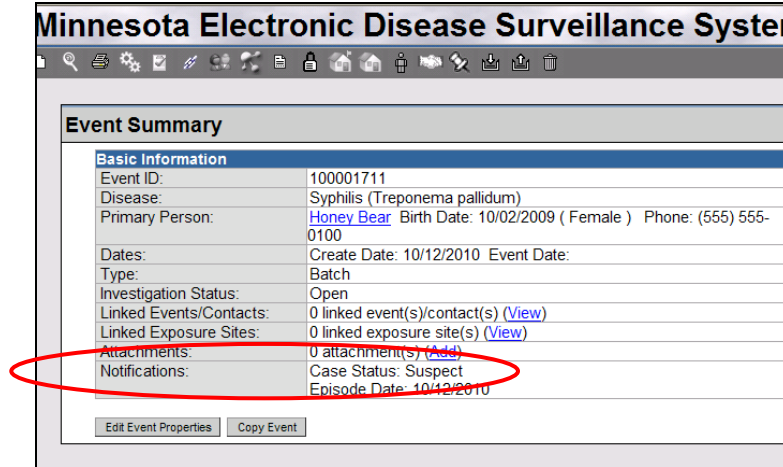 Minnesota Electronic Disease Surveillance System
Event Summary
Basic Information
Event ID: 100001711
Disease: Syphilis (Treponema pallidum)
Primary Person: Honey Bear Birth Date: 10/02/2009 ( Female ) Phone: (555) 555-
0100
Dates: Create Date: 10/12/2010 Event Date:
Type: Batch
Investigation Status: Open
Linked Events/Contacts: 0 linked event(s)/contact(s) (View)
Linked Exposure Sites: 0 linked exposure site(s) (View)
Attachments: 0 attachment(s) (Add)
Notifications: Case Status: Suspect
Episode Date: 10/12/2010
Edit Event Properties Copy Event